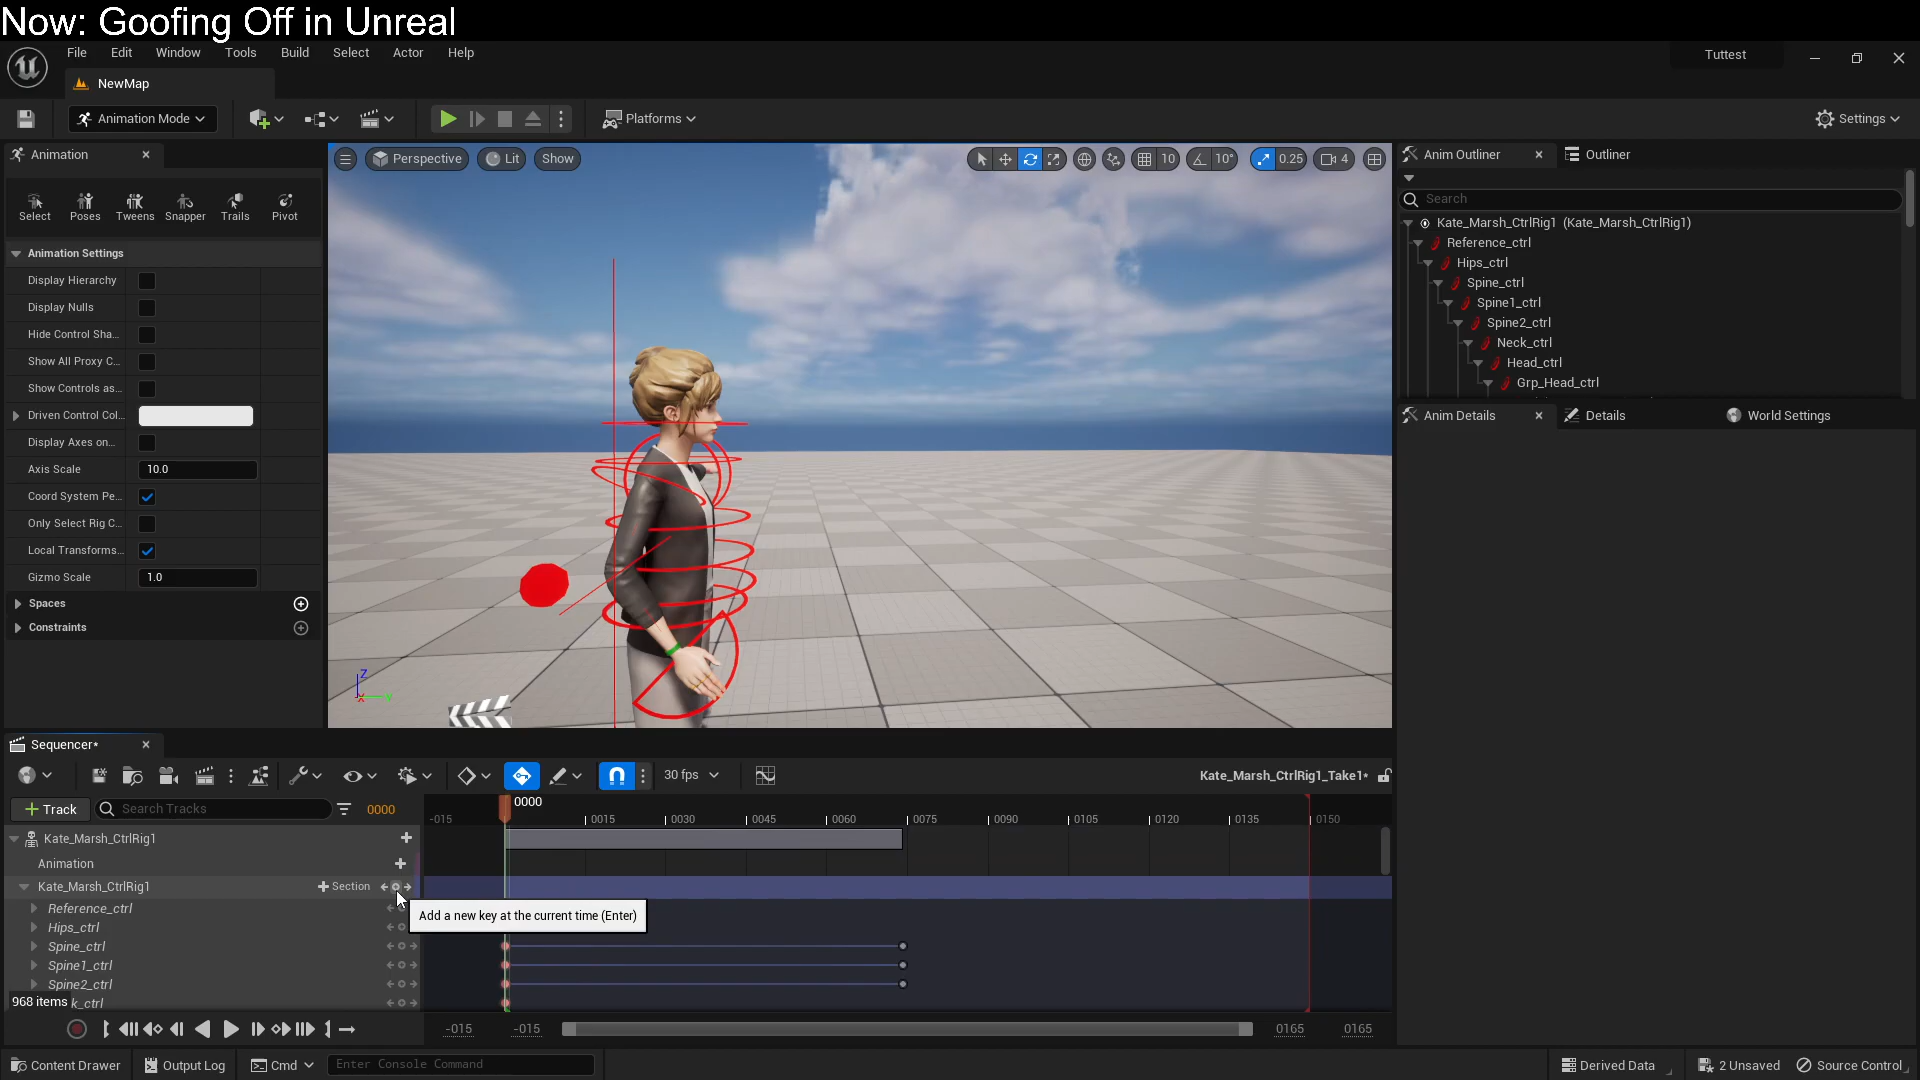 Now: Goofing Off in Unreal
File Edit Window Tools Build Select Actor Help
Tuttest
NewMap
Animation Mode
Platforms
Settings
Animation
Perspective
Lit
Show
10
10°
0.25
4
Anim Outliner
Outliner
Select Poses Tweens Snapper Trails Pivot
Search
Kate_Marsh_CtrlRig1 (Kate_Marsh_CtrlRig1)
Reference_ctrl
Hips_ctrl
Spine_ctrl
Spine1_ctrl
Spine2_ctrl
Neck_ctrl
Head_ctrl
Grp_Head_ctrl
Animation Settings
Display Hierarchy
Display Nulls
Hide Control Sha...
Show All Proxy C...
Show Controls as...
Driven Control Col...
Display Axes on...
Axis Scale 10.0
Coord System Pe...
Only Select Rig C...
Local Transforms...
Gizmo Scale 1.0
Spaces
Constraints
Anim Details
Details
World Settings
Z
X
Y
Sequencer*
30 fps
Kate_Marsh_CtrlRig1_Take1*
Track
Search Tracks
0000
0000
-015 0015 0030 0045 0060 0075 0090 0105 0120 0135 0150
Kate_Marsh_CtrlRig1
Animation
Kate_Marsh_CtrlRig1
Section
Add a new key at the current time (Enter)
Reference_ctrl
Hips_ctrl
Spine_ctrl
Spine1_ctrl
Spine2_ctrl
968 items
k_ctrl
-015 -015 0165 0165
Content Drawer
Output Log
Cmd
Enter Console Command
Derived Data
2 Unsaved
Source Control